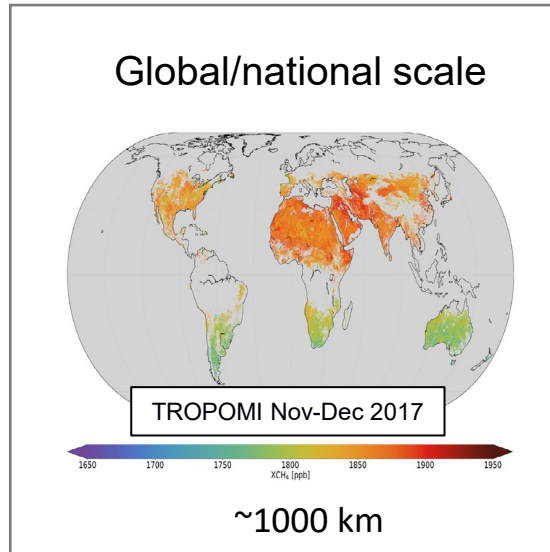 Global/national scale
TROPOMI Nov-Dec 2017
1650 1700 1750 1800 1850 1900 1950
XCH₄ [ppb]
~1000 km